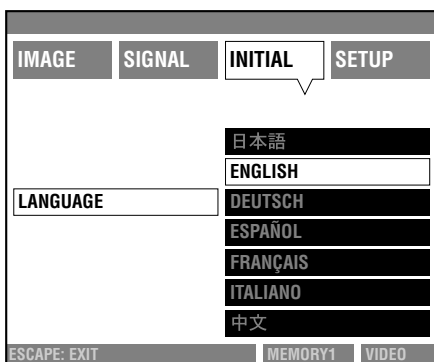 IMAGE SIGNAL INITIAL SETUP
日本語
ENGLISH
LANGUAGE DEUTSCH
ESPAÑOL
FRANÇAIS
ITALIANO
中文
ESCAPE: EXIT MEMORY1 VIDEO